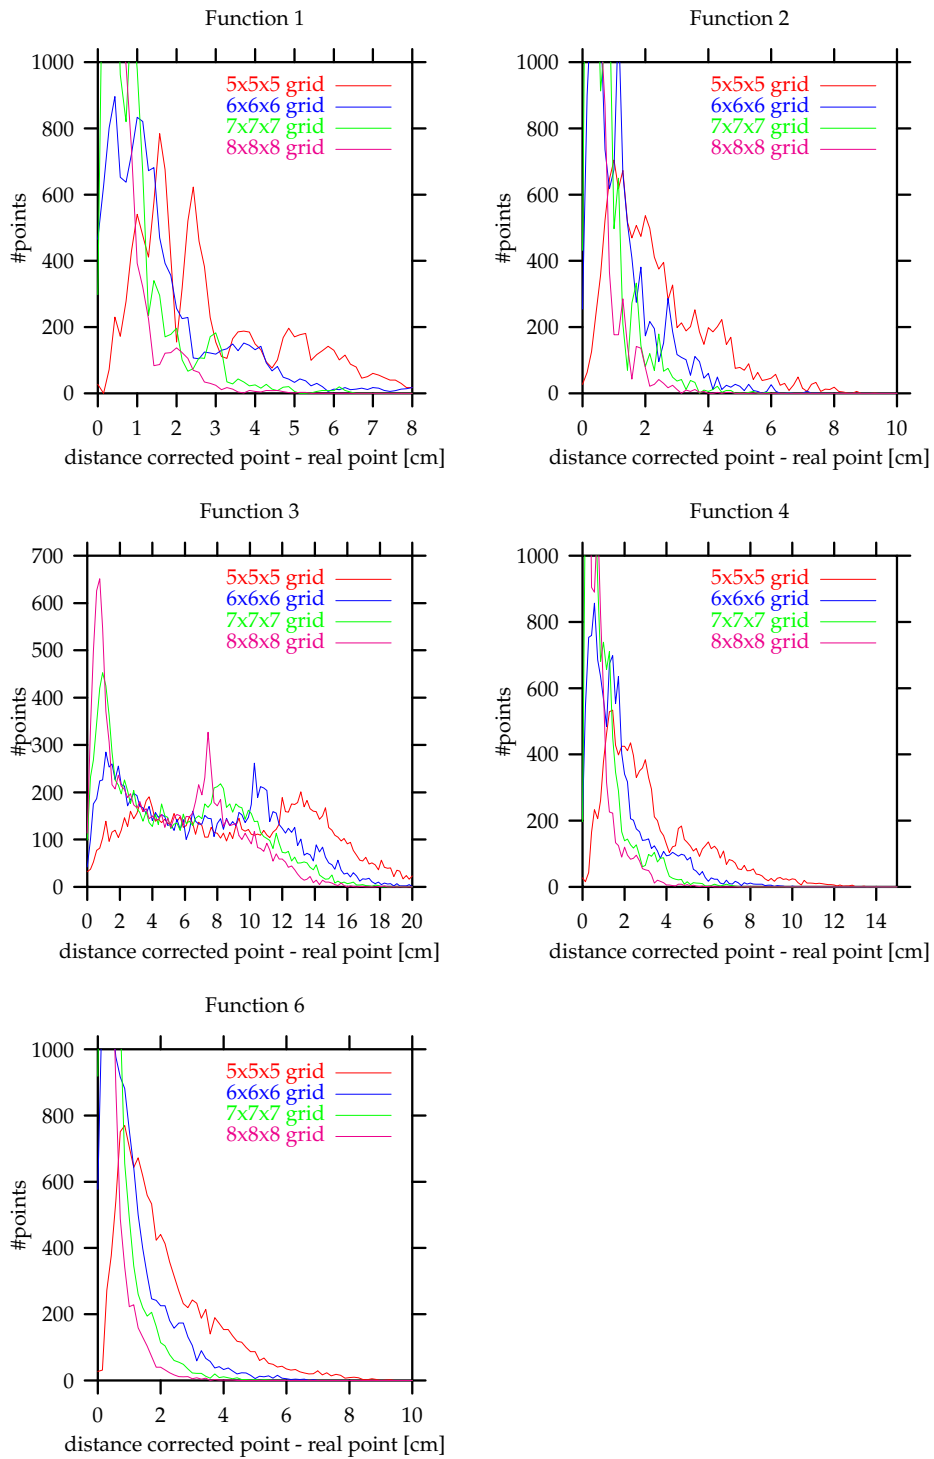 Function 1
1000
800
600
400
200
0
#points
5x5x5 grid
6x6x6 grid
7x7x7 grid
8x8x8 grid
0 1 2 3 4 5 6 7 8
distance corrected point - real point [cm]
Function 2
1000
800
600
400
200
0
#points
5x5x5 grid
6x6x6 grid
7x7x7 grid
8x8x8 grid
0 2 4 6 8 10
distance corrected point - real point [cm]
Function 3
700
600
500
400
300
200
100
0
#points
5x5x5 grid
6x6x6 grid
7x7x7 grid
8x8x8 grid
0 2 4 6 8 10 12 14 16 18 20
distance corrected point - real point [cm]
Function 4
1000
800
600
400
200
0
#points
5x5x5 grid
6x6x6 grid
7x7x7 grid
8x8x8 grid
0 2 4 6 8 10 12 14
distance corrected point - real point [cm]
Function 6
1000
800
600
400
200
0
#points
5x5x5 grid
6x6x6 grid
7x7x7 grid
8x8x8 grid
0 2 4 6 8 10
distance corrected point - real point [cm]